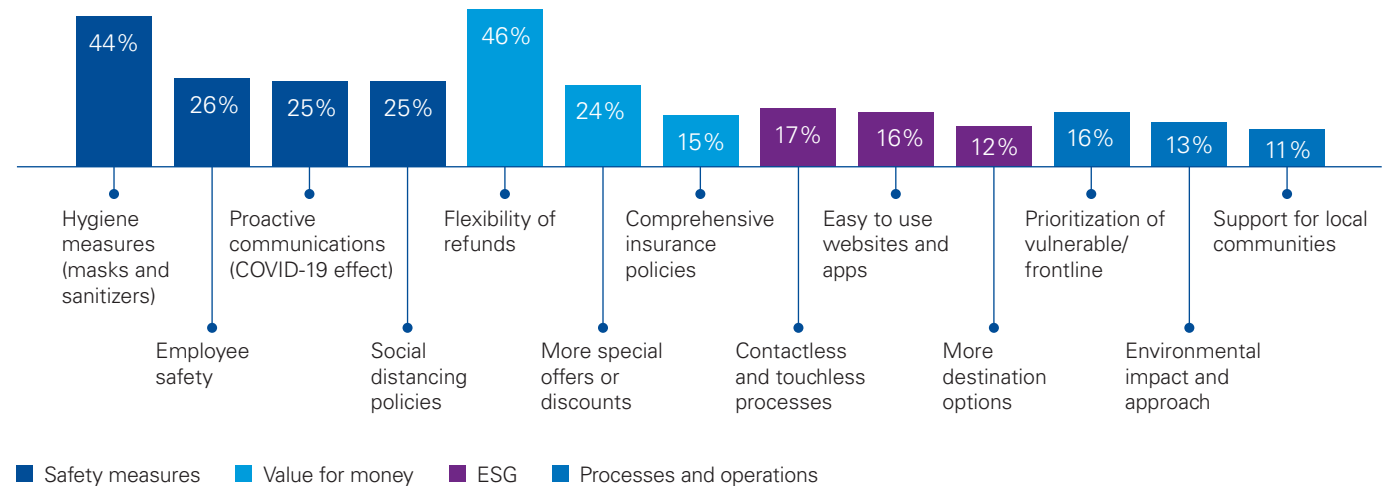 44%
26%
25%
25%
46%
24%
15%
17%
16%
12%
16%
13%
11%
Hygiene
measures
(masks and
sanitizers)
Proactive
communications
(COVID-19 effect)
Flexibility of
refunds
Comprehensive
insurance
policies
Easy to use
websites and
apps
Prioritization of
vulnerable/
frontline
Support for local
communities
Employee
safety
Social
distancing
policies
More special
offers or
discounts
Contactless
and touchless
processes
More
destination
options
Environmental
impact and
approach
Safety measures
Value for money
ESG
Processes and operations